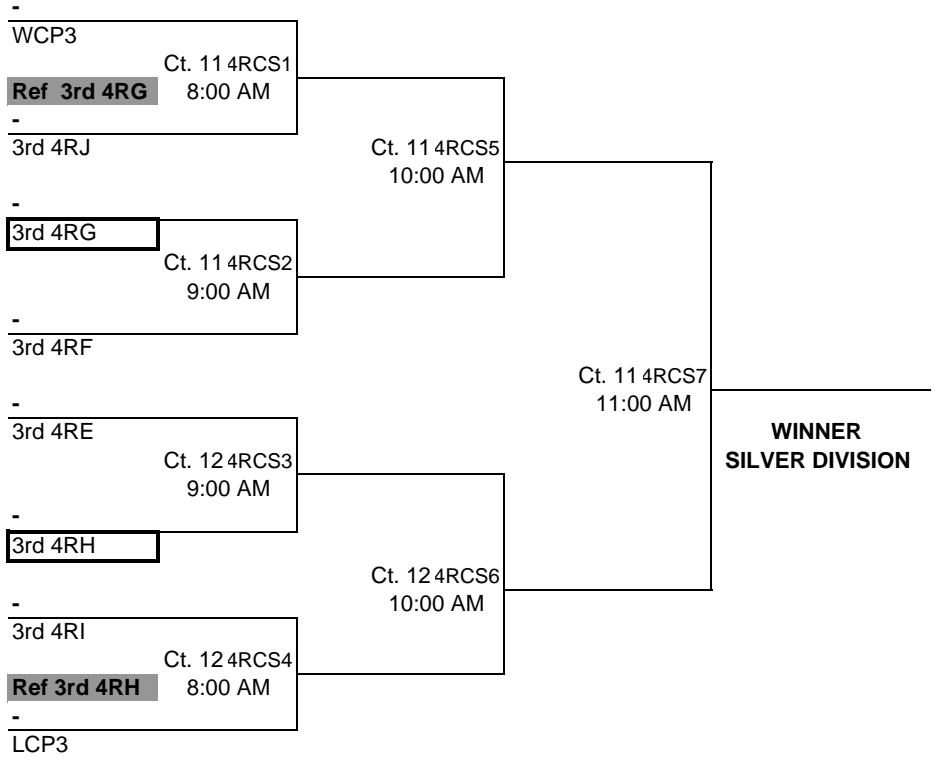 -
WCP3
Ct. 11 4RCS1
Ref 3rd 4RG 8:00 AM
-
3rd 4RJ
Ct. 11 4RCS5
10:00 AM
-
3rd 4RG
Ct. 11 4RCS2
9:00 AM
-
3rd 4RF
Ct. 11 4RCS7
11:00 AM
-
3rd 4RE
WINNER
SILVER DIVISION
Ct. 12 4RCS3
9:00 AM
-
3rd 4RH
Ct. 12 4RCS6
10:00 AM
-
3rd 4RI
Ct. 12 4RCS4
Ref 3rd 4RH 8:00 AM
-
LCP3